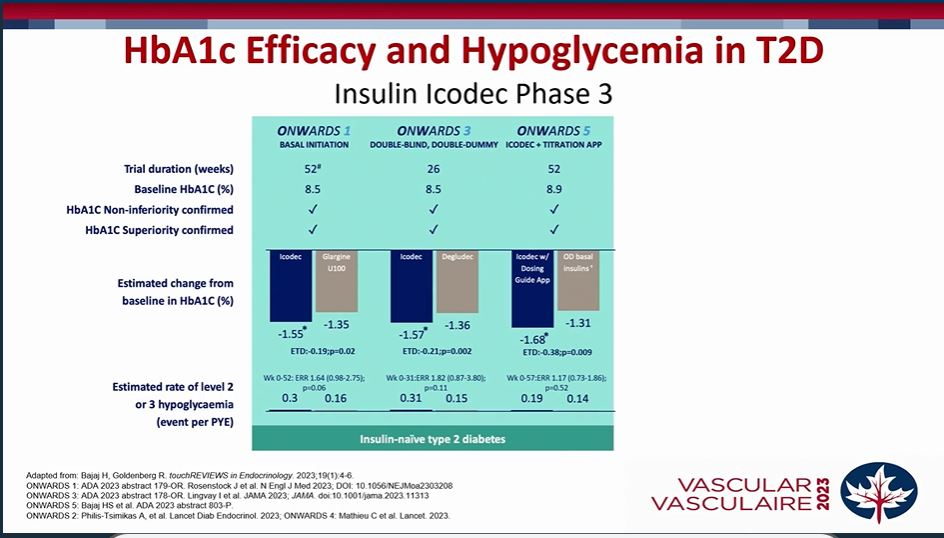 HbA1c Efficacy and Hypoglycemia in T2D
Insulin Icodec Phase 3
ONWARDS 1 ONWARDS 3 ONWARDS 5
BASAL INITIATION DOUBLE-BLIND, DOUBLE-DUMMY ICODEC + TITRATION APP
Trial duration (weeks) 52# 26 52
Baseline HbA1C (%) 8.5 8.5 8.9
HbA1C Non-inferiority confirmed ✓ ✓ ✓
HbA1C Superiority confirmed ✓ ✓ ✓
Icodec Glargine U100 Icodec Degludec Icodec w/ Dosing Guide App OD basal insulins
Estimated change from
baseline in HbA1C (%)
-1.55* -1.35 -1.57* -1.36 -1.68* -1.31
ETD:-0.19;p=0.02 ETD:-0.21;p=0.002 ETD:-0.38;p=0.009
Wk 0-52: ERR 1.64 (0.98-2.75); p=0.06 Wk 0-31:ERR 1.82 (0.87-3.80); p=0.11 Wk 0-57:ERR 1.17 (0.73-1.86); p=0.52
Estimated rate of level 2
or 3 hypoglycaemia
(event per PYE)
0.3 0.16 0.31 0.15 0.19 0.14
Insulin-naïve type 2 diabetes
Adapted from: Bajaj H, Goldenberg R. touchREVIEWS in Endocrinology. 2023;19(1):4-6.
ONWARDS 1: ADA 2023 abstract 179-OR. Rosenstock J et al. N Engl J Med 2023; DOI: 10.1056/NEJMoa2303208
ONWARDS 3: ADA 2023 abstract 178-OR. Lingvay I et al. JAMA 2023; JAMA. doi:10.1001/jama.2023.11313
ONWARDS 5: Bajaj HS et al. ADA 2023 abstract 803-P.
ONWARDS 2: Philis-Tsimikas A, et al. Lancet Diab Endocrinol. 2023; ONWARDS 4: Mathieu C et al. Lancet. 2023.
VASCULAR
VASCULAIRE
2023